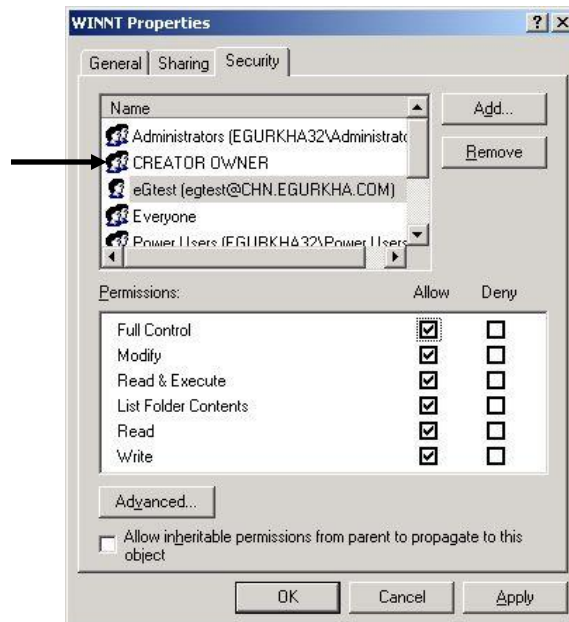 WINNT Properties
General Sharing Security
Name
Administrators (EGURKHA32\Administrato
CREATOR OWNER
eGtest (egtest@CHN.EGURKHA.COM)
Everyone
Power Users (EGURKHA32\Power Users
Add...
Remove
Permissions: Allow Deny
Full Control
Modify
Read & Execute
List Folder Contents
Read
Write
Advanced...
Allow inheritable permissions from parent to propagate to this
object
OK Cancel Apply